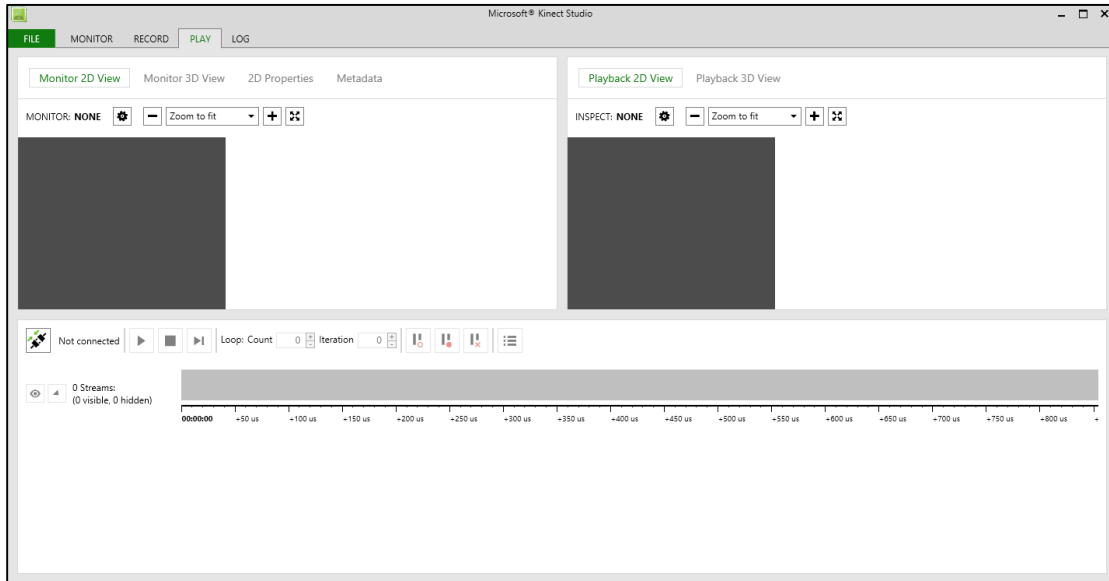 Microsoft® Kinect Studio
FILE MONITOR RECORD PLAY LOG
Monitor 2D View Monitor 3D View 2D Properties Metadata
Playback 2D View Playback 3D View
MONITOR: NONE Zoom to fit
INSPECT: NONE Zoom to fit
Not connected Loop: Count 0 Iteration 0
0 Streams:
(0 visible, 0 hidden)
00:00:00 +50 us +100 us +150 us +200 us +250 us +300 us +350 us +400 us +450 us +500 us +550 us +600 us +650 us +700 us +750 us +800 us +